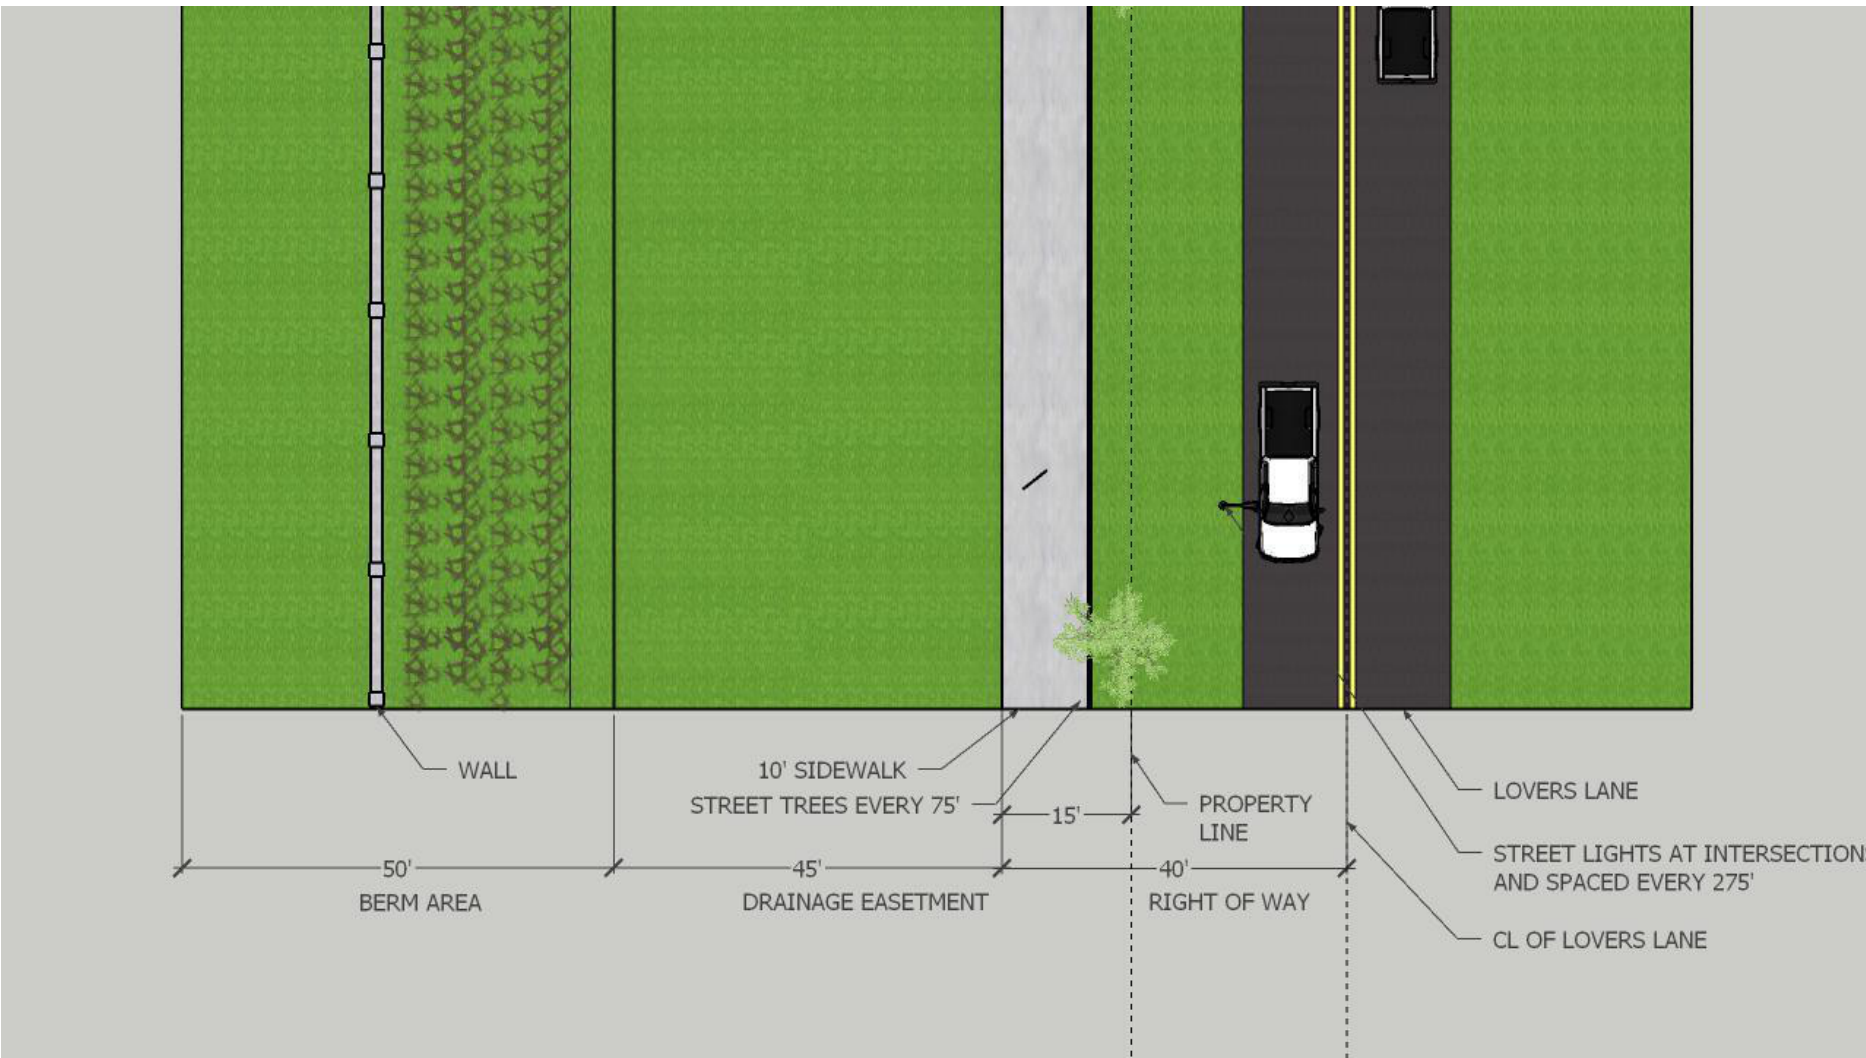 WALL
10' SIDEWALK
STREET TREES EVERY 75'
15'
PROPERTY
LINE
LOVERS LANE
STREET LIGHTS AT INTERSECTION
AND SPACED EVERY 275'
50'
45'
40'
BERM AREA
DRAINAGE EASETMENT
RIGHT OF WAY
CL OF LOVERS LANE